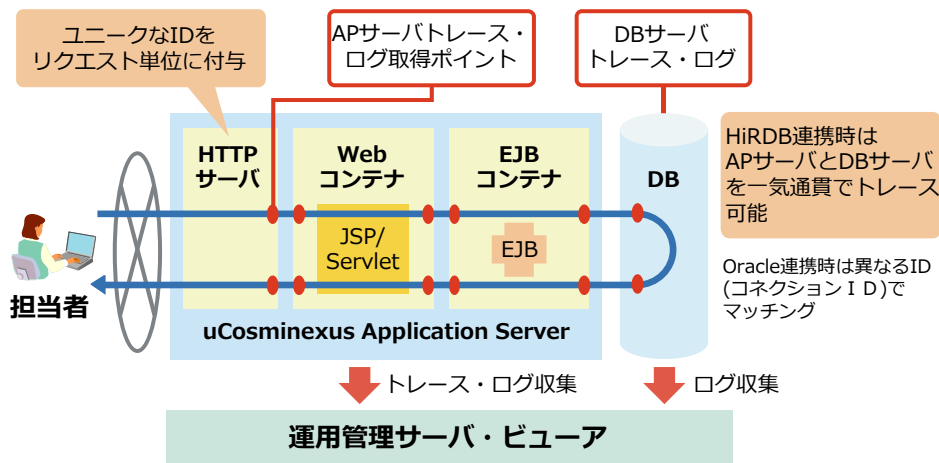 ユニークなIDを
リクエスト単位に付与
APサーバトレース・
ログ取得ポイント
DBサーバ
トレース・ログ
HTTP
サーバ
Web
コンテナ
EJB
コンテナ
DB
HiRDB連携時は
APサーバとDBサーバ
を一気通貫でトレース
可能
JSP/
Servlet
EJB
担当者
Oracle連携時は異なるID
(コネクションＩＤ)で
マッチング
uCosminexus Application Server
トレース・ログ収集
ログ収集
運用管理サーバ・ビューア